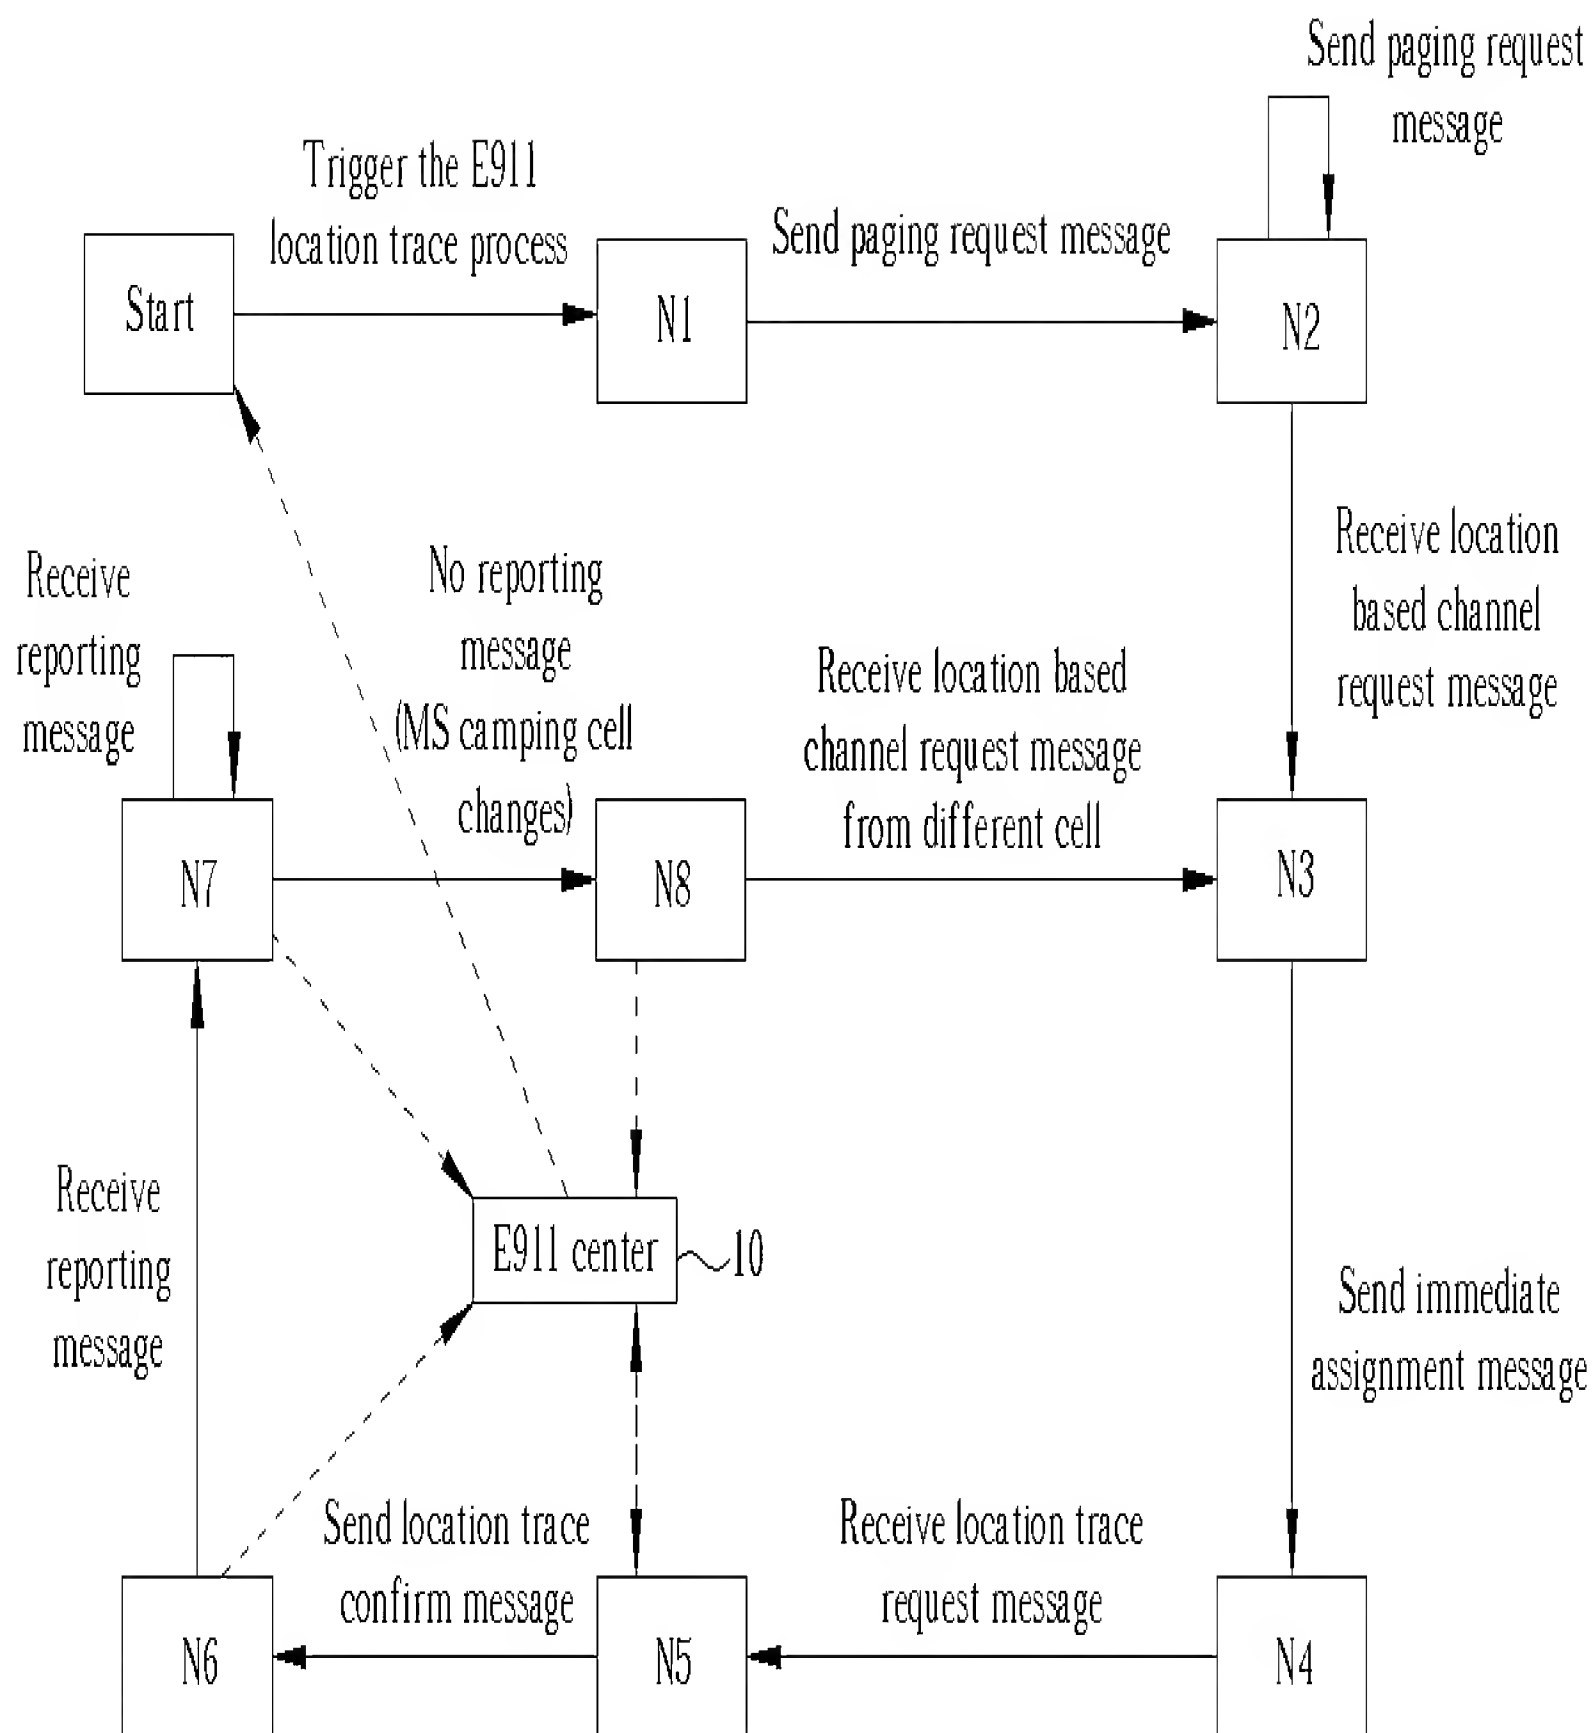 Send paging request
message
Trigger the E911
location trace process
Send paging request message
Start
N1
N2
Receive location
based channel
request message
Receive
reporting
message
No reporting
message
(MS camping cell
changes)
Receive location based
channel request message
from different cell
N7
N8
N3
Receive
reporting
message
E911 center
10
Send immediate
assignment message
Send location trace
confirm message
Receive location trace
request message
N6
N5
N4